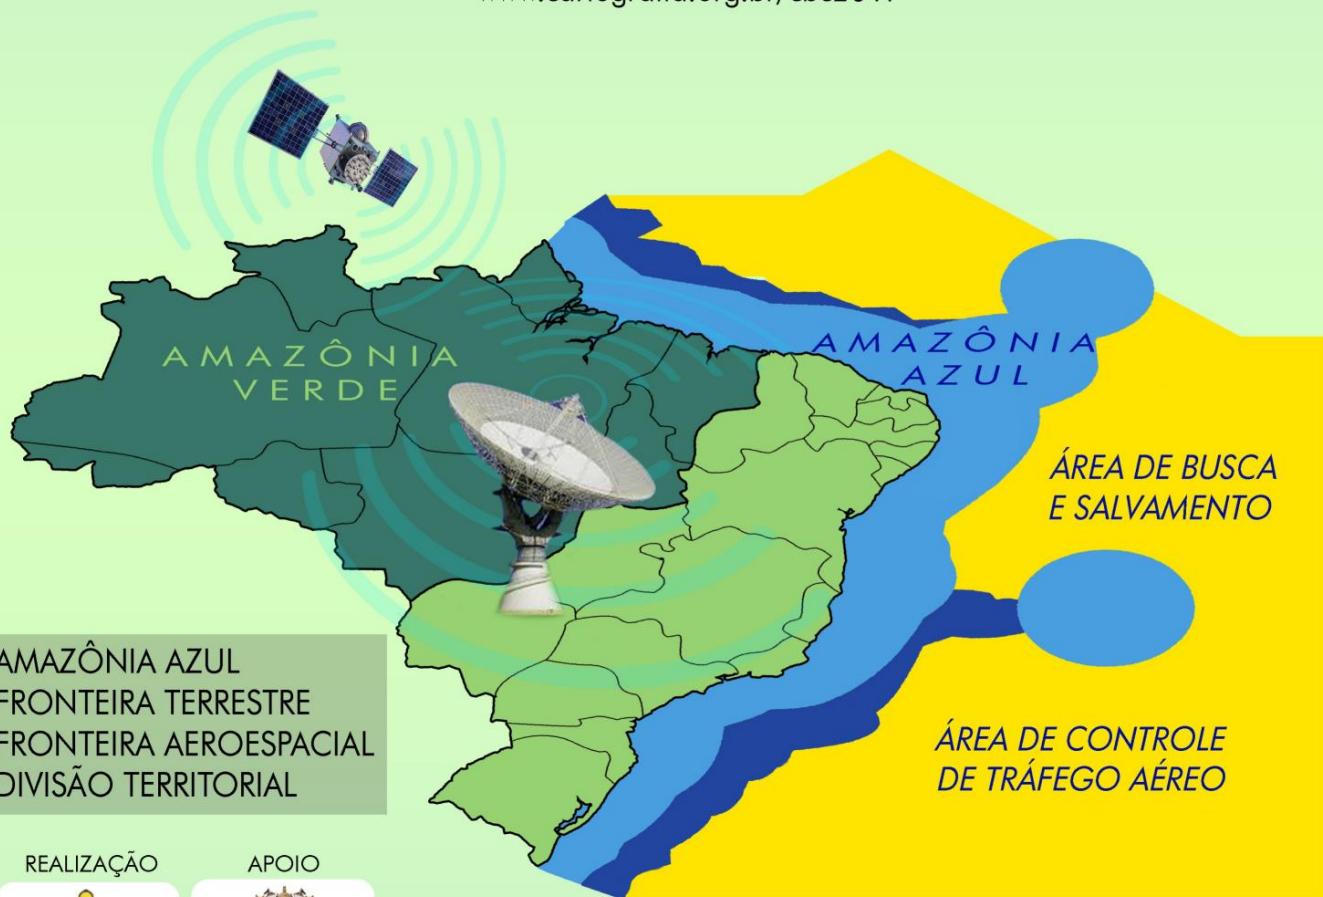 AMAZÔNIA
VERDE
AMAZÔNIA
AZUL
ÁREA DE BUSCA
E SALVAMENTO
AMAZÔNIA AZUL
FRONTEIRA TERRESTRE
FRONTEIRA AEROESPACIAL
DIVISÃO TERRITORIAL
ÁREA DE CONTROLE
DE TRÁFEGO AÉREO
REALIZAÇÃO
APOIO